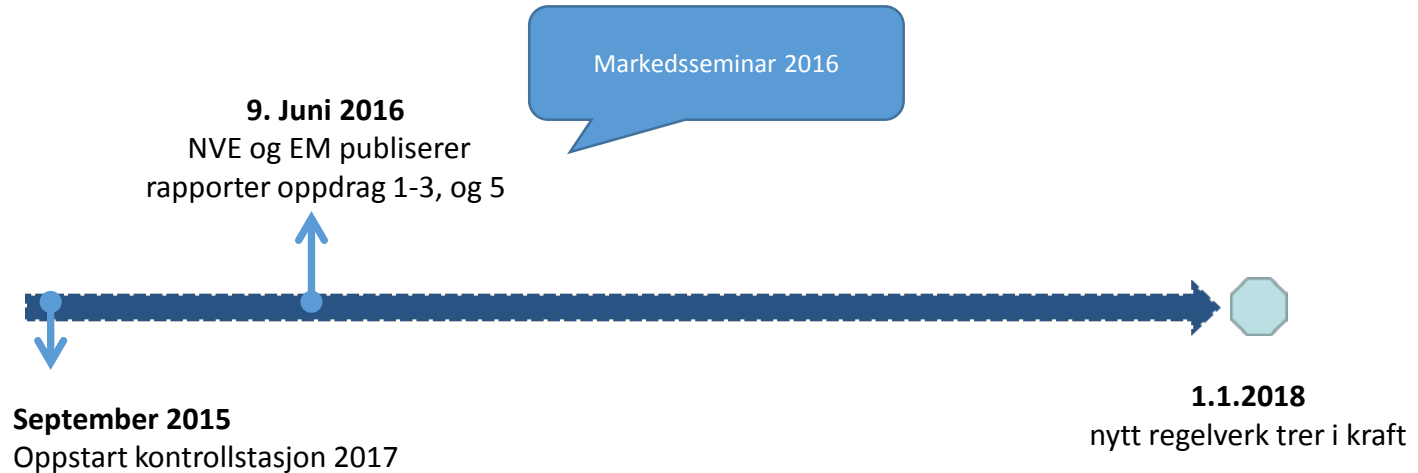 Markedsseminar 2016
9. Juni 2016
NVE og EM publiserer
rapporter oppdrag 1-3, og 5
September 2015
Oppstart kontrollstasjon 2017
1.1.2018
nytt regelverk trer i kraft